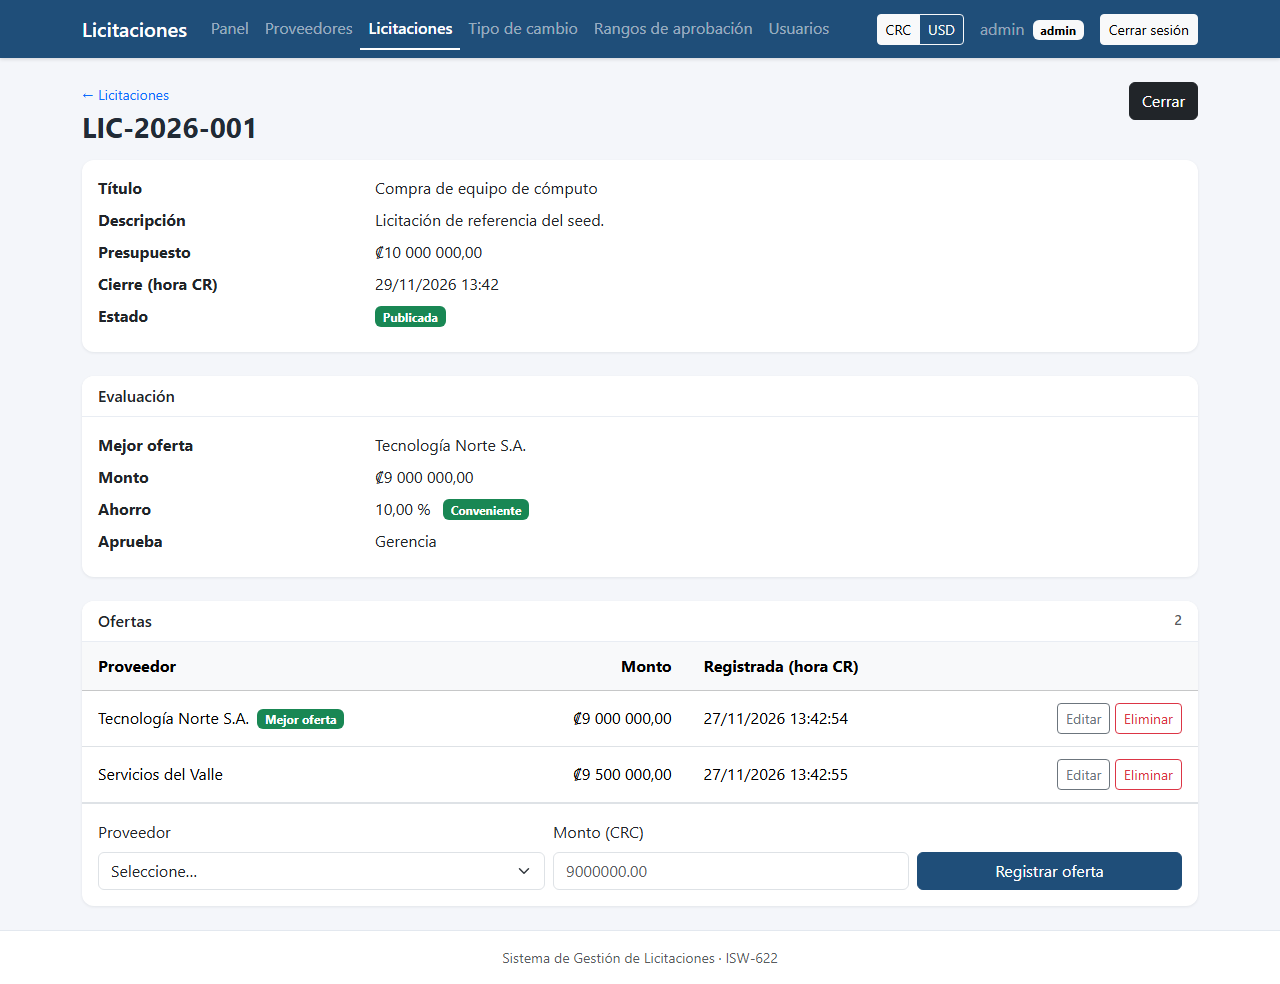 Licitaciones Panel Proveedores Licitaciones Tipo de cambio Rangos de aprobación Usuarios CRC USD admin admin Cerrar sesión
← Licitaciones
LIC-2026-001
Cerrar
Título Compra de equipo de cómputo
Descripción Licitación de referencia del seed.
Presupuesto ₡10 000 000,00
Cierre (hora CR) 29/11/2026 13:42
Estado Publicada
Evaluación
Mejor oferta Tecnología Norte S.A.
Monto ₡9 000 000,00
Ahorro 10,00 % Conveniente
Aprueba Gerencia
Ofertas 2
Proveedor Monto Registrada (hora CR)
Tecnología Norte S.A. Mejor oferta ₡9 000 000,00 27/11/2026 13:42:54 Editar Eliminar
Servicios del Valle ₡9 500 000,00 27/11/2026 13:42:55 Editar Eliminar
Proveedor Monto (CRC)
Seleccione... 9000000.00 Registrar oferta
Sistema de Gestión de Licitaciones · ISW-622